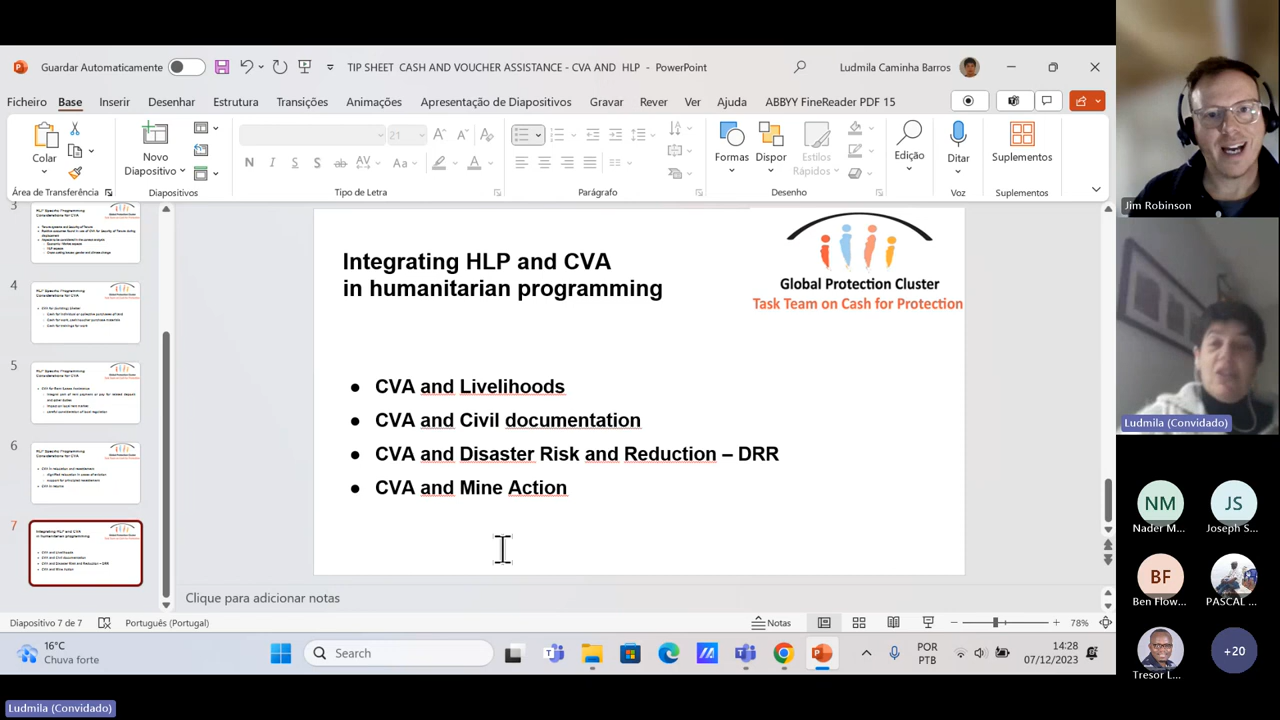 Guardar Automaticamente
TIP SHEET CASH AND VOUCHER ASSISTANCE - CVA AND HLP - PowerPoint
Ludmila Caminha Barros
Ficheiro Base Inserir Desenhar Estrutura Transições Animações Apresentação de Diapositivos Gravar Rever Ver Ajuda ABBYY FineReader PDF 15
21
Colar
Novo
Diapositivo
Formas
Dispor
Estilos
Rápidos
Edição
Ditar
Suplementos
Área de Transferência
Diapositivos
Tipo de Letra
Parágrafo
Desenho
Voz
Suplementos
3
4
5
6
7
Integrating HLP and CVA
in humanitarian programming
Global Protection Cluster
Task Team on Cash for Protection
● CVA and Livelihoods
● CVA and Civil documentation
● CVA and Disaster Risk and Reduction – DRR
● CVA and Mine Action
Clique para adicionar notas
Diapositivo 7 de 7
Português (Portugal)
Notas
78%
16°C
Chuva forte
Search
POR
PTB
14:28
07/12/2023
Jim Robinson
Ludmila (Convidado)
NM
Nader M...
JS
Joseph S...
BF
Ben Flow...
PASCAL ...
Tresor L...
+20
Ludmila (Convidado)